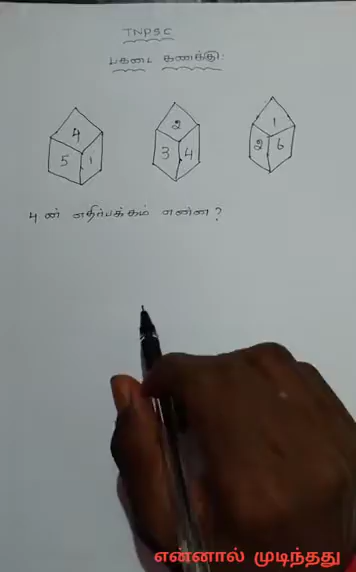 TNPSC
பகடை கணக்கு:
4 2 1
5 1 3 4 2 6
4 ன் எதிர்பக்கம் என்ன?
என்னால் முடிந்தது